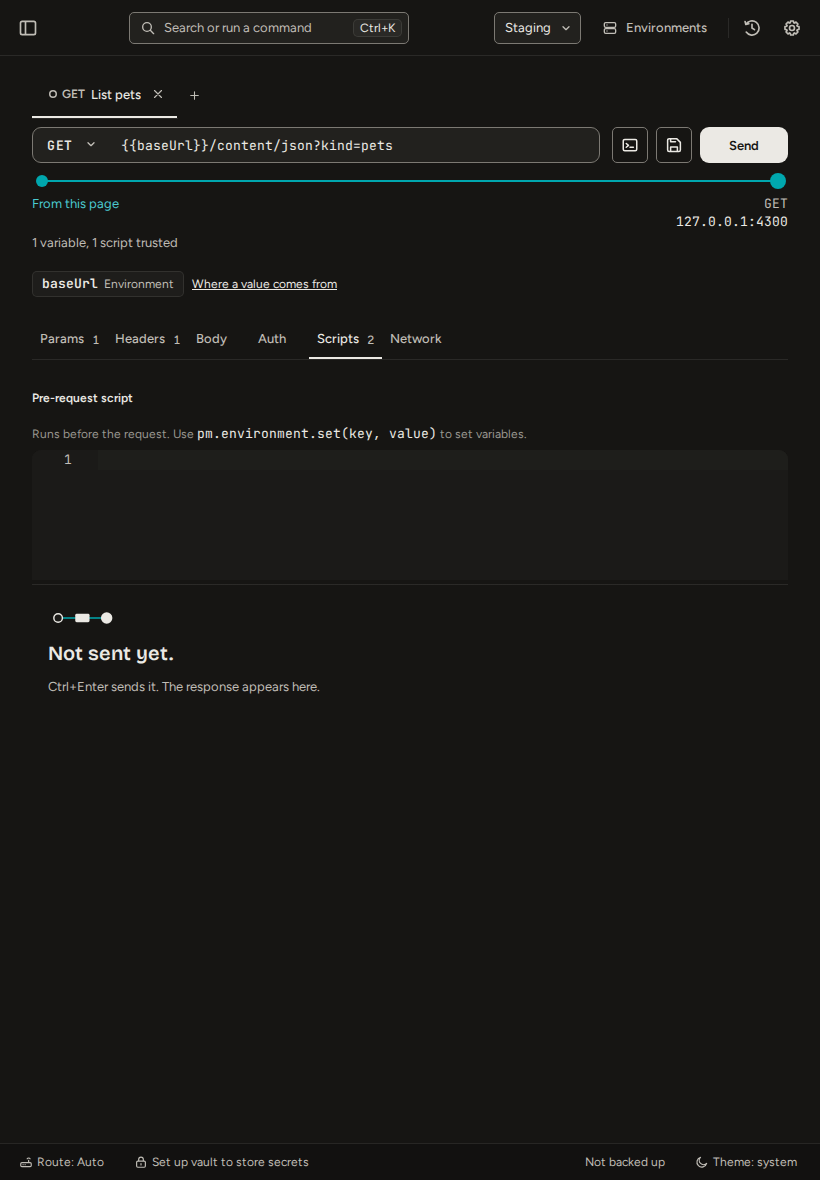 Search or run a command Ctrl+K Staging Environments
GET List pets
GET {{baseUrl}}/content/json?kind=pets Send
From this page GET
127.0.0.1:4300
1 variable, 1 script trusted
baseUrl Environment Where a value comes from
Params 1 Headers 1 Body Auth Scripts 2 Network
Pre-request script
Runs before the request. Use pm.environment.set(key, value) to set variables.
1
Not sent yet.
Ctrl+Enter sends it. The response appears here.
Route: Auto Set up vault to store secrets Not backed up Theme: system